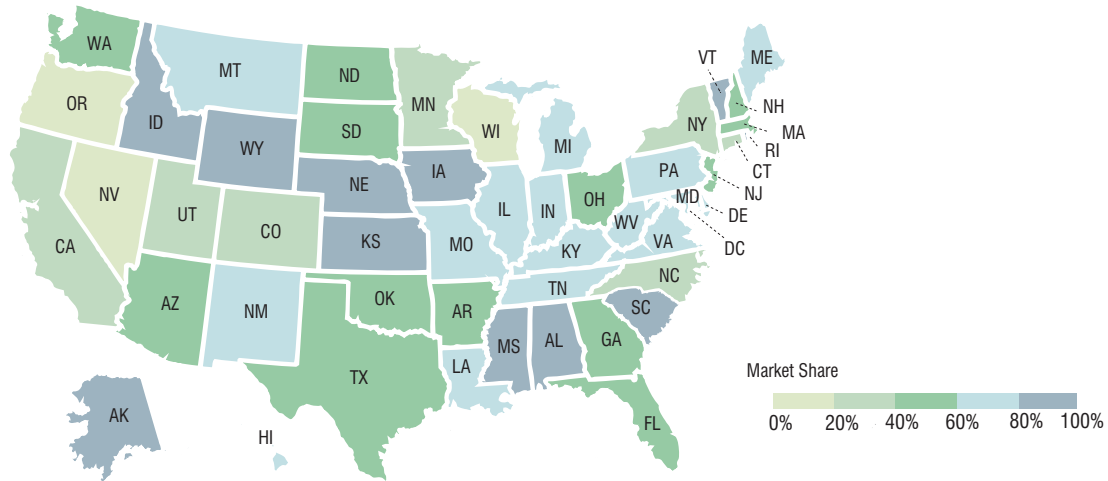 WA
MT
ND
MN
VT
ME
OR
ID
SD
WI
NY
NH
MA
WY
MI
RI
CT
NV
NE
IA
PA
NJ
UT
CO
IL
IN
OH
MD
DE
CA
KS
MO
WV
VA
DC
KY
AZ
NM
OK
AR
TN
NC
SC
TX
LA
MS
AL
GA
AK
HI
FL
Market Share
0% 20% 40% 60% 80% 100%